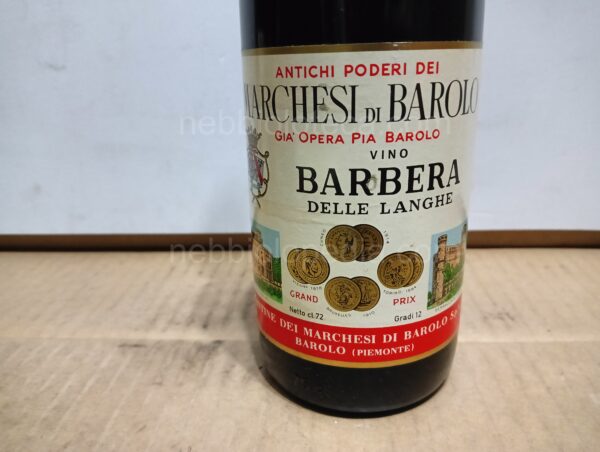 ANTICHI PODERI DEI
MARCHESI DI BAROLO
GIA' OPERA PIA BAROLO
VINO
BARBERA
DELLE LANGHE
GRAND PRIX
Netto cl. 72 Gradi 12
DEI MARCHESI DI BAROLO
BAROLO (PIEMONTE)